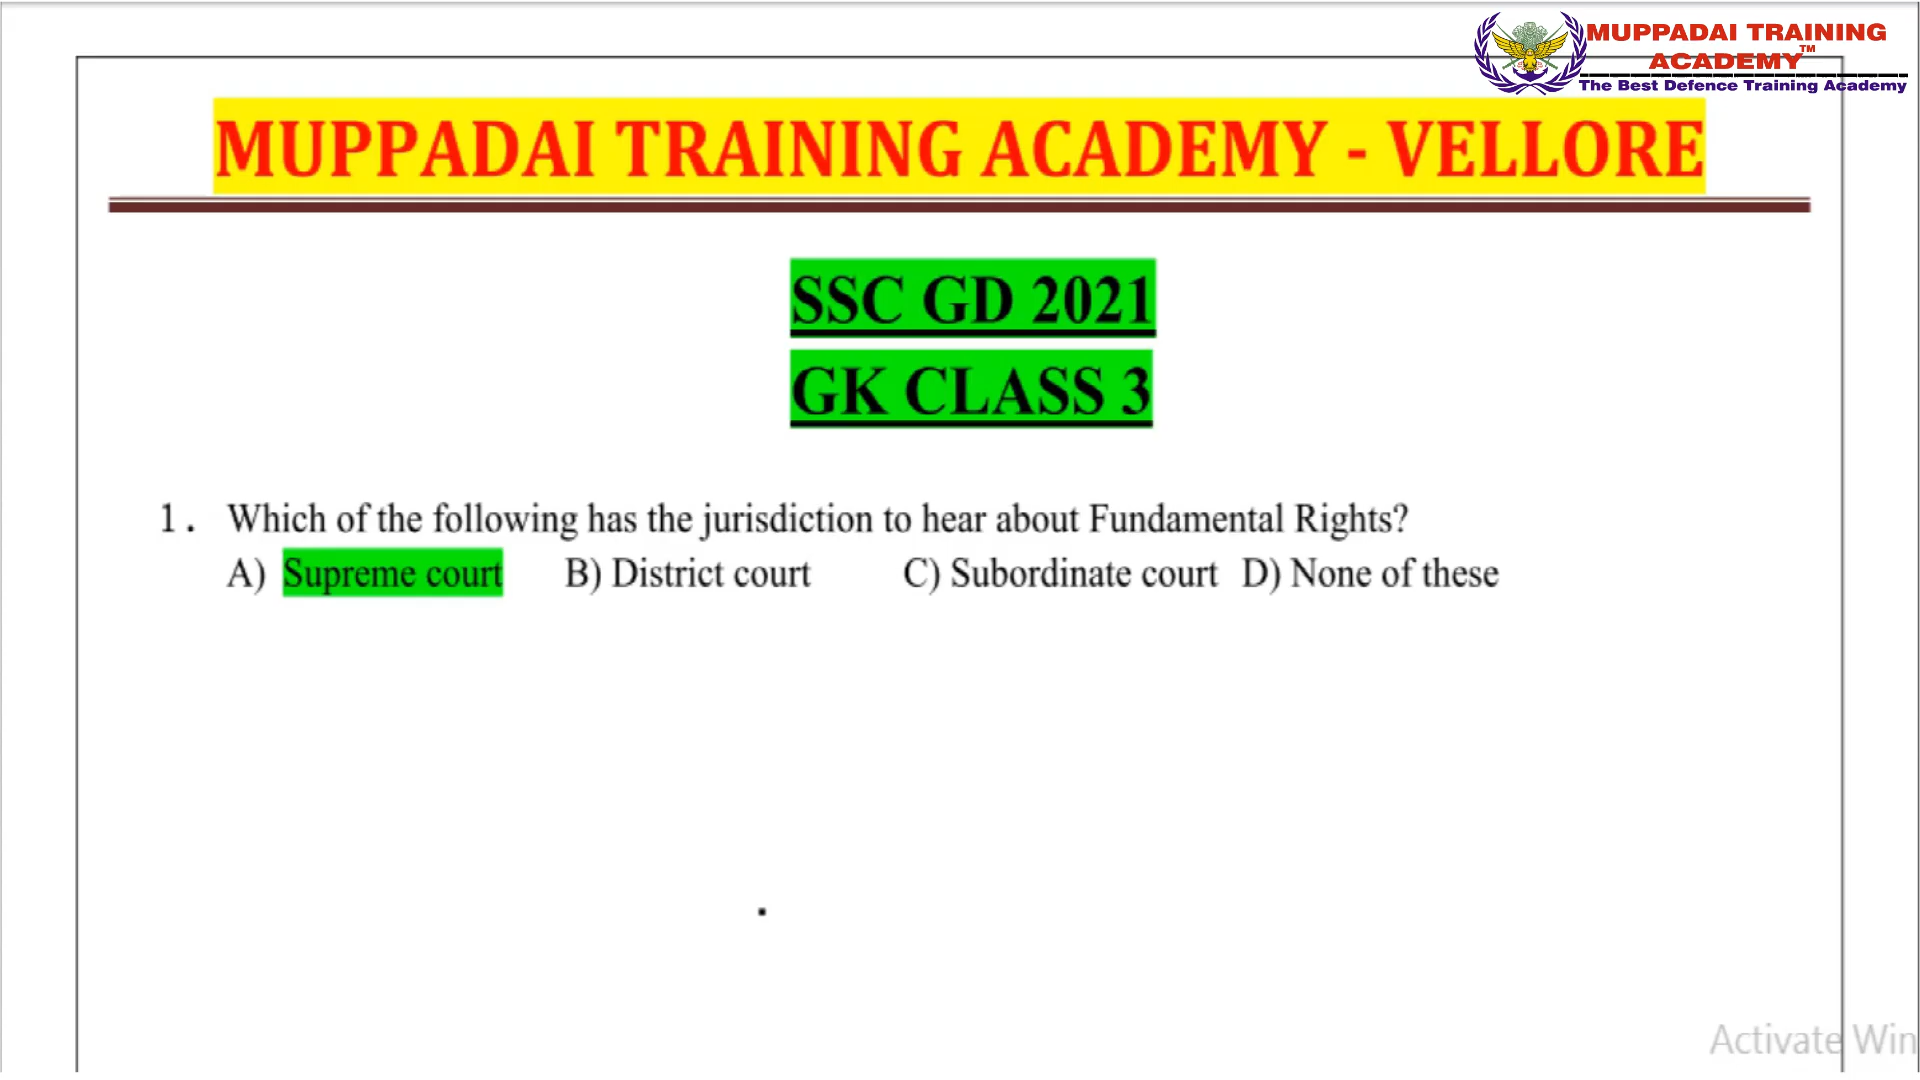 MUPPADAI TRAINING
ACADEMY™
The Best Defence Training Academy
MUPPADAI TRAINING ACADEMY - VELLORE
SSC GD 2021
GK CLASS 3
1. Which of the following has the jurisdiction to hear about Fundamental Rights?
A) Supreme court B) District court C) Subordinate court D) None of these
Activate Win